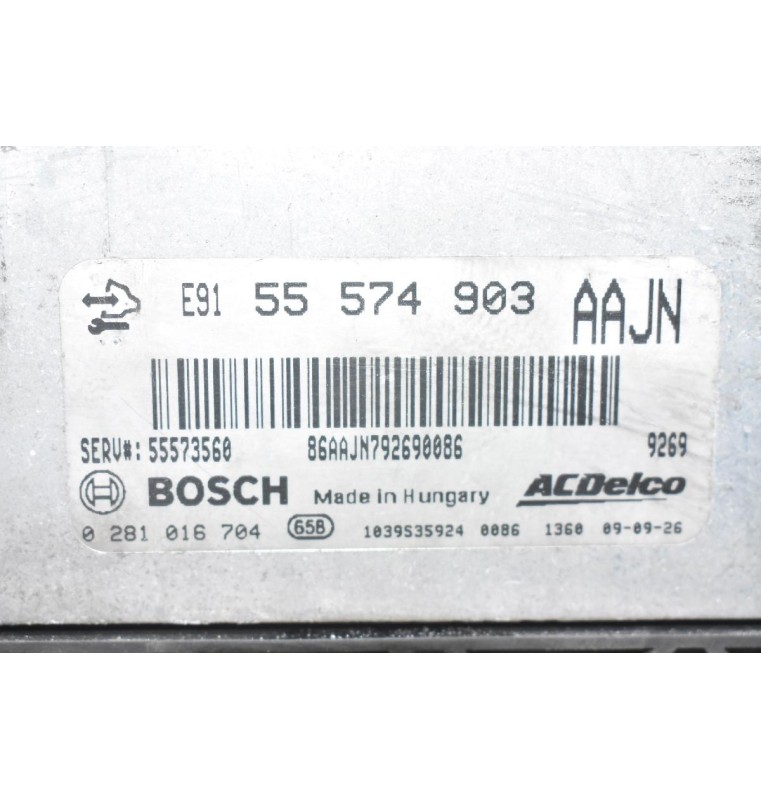 E91 55 574 903 AAJN
SERV#: 55573560 86AAJN792690086 9269
BOSCH Made in Hungary ACDelco
0 281 016 704 65B 1039S35924 0086 1360 09-09-26